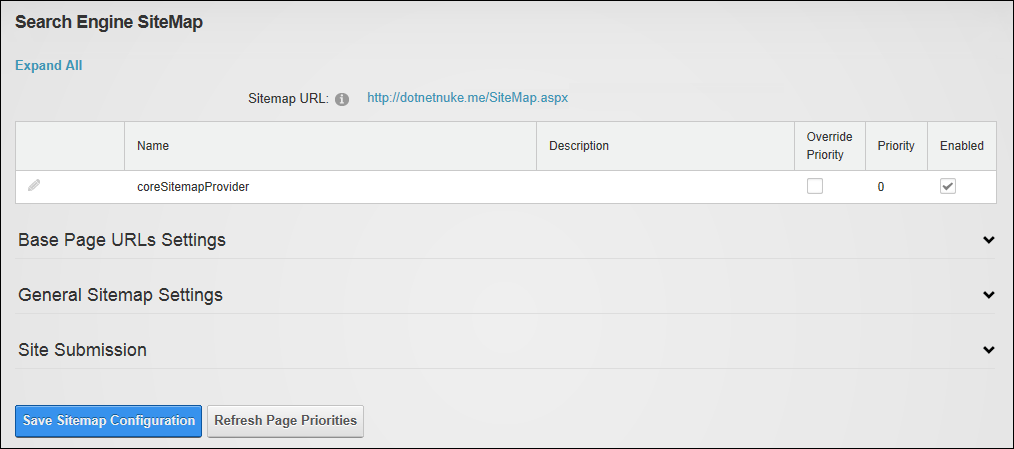 Search Engine SiteMap
Expand All
Sitemap URL: http://dotnetnuke.me/SiteMap.aspx
Name Description Override Priority Priority Enabled
coreSitemapProvider 0
Base Page URLs Settings
General Sitemap Settings
Site Submission
Save Sitemap Configuration Refresh Page Priorities